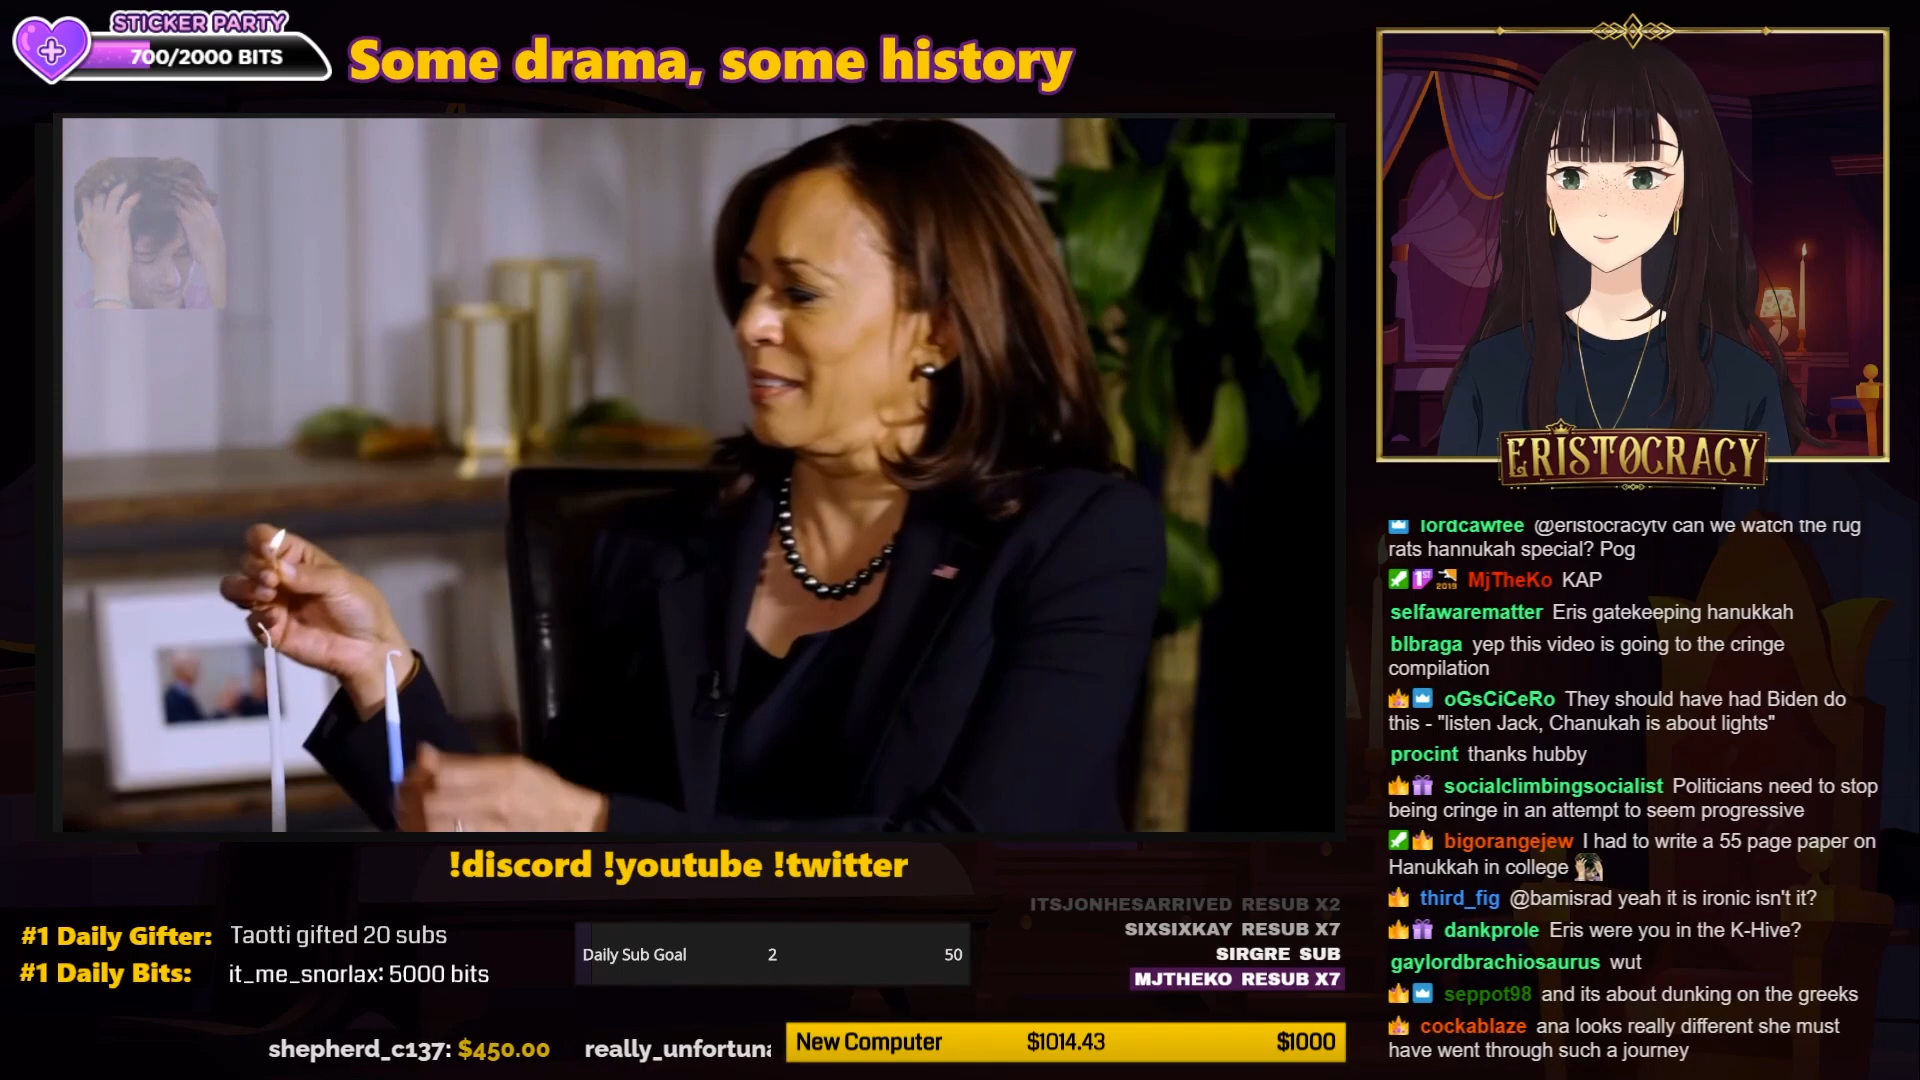 STICKER PARTY
700/2000 BITS
Some drama, some history
ERISTOCRACY
lordcawfee @eristocracytv can we watch the rug
rats hannukah special? Pog
1ST 2019 MjTheKo KAP
selfawarematter Eris gatekeeping hanukkah
blbraga yep this video is going to the cringe
compilation
oGsCiCeRo They should have had Biden do
this - "listen Jack, Chanukah is about lights"
procint thanks hubby
socialclimbingsocialist Politicians need to stop
being cringe in an attempt to seem progressive
bigorangejew I had to write a 55 page paper on
Hanukkah in college
third_fig @bamisrad yeah it is ironic isn't it?
dankprole Eris were you in the K-Hive?
gaylordbrachiosaurus wut
seppot98 and its about dunking on the greeks
cockablaze ana looks really different she must
have went through such a journey
!discord !youtube !twitter
#1 Daily Gifter: Taotti gifted 20 subs
#1 Daily Bits: it_me_snorlax: 5000 bits
Daily Sub Goal 2 50
ITSJONHESARRIVED RESUB X2
SIXSIXKAY RESUB X7
SIRGRE SUB
MJTHEKO RESUB X7
shepherd_c137: $450.00 really_unfortuna
New Computer $1014.43 $1000